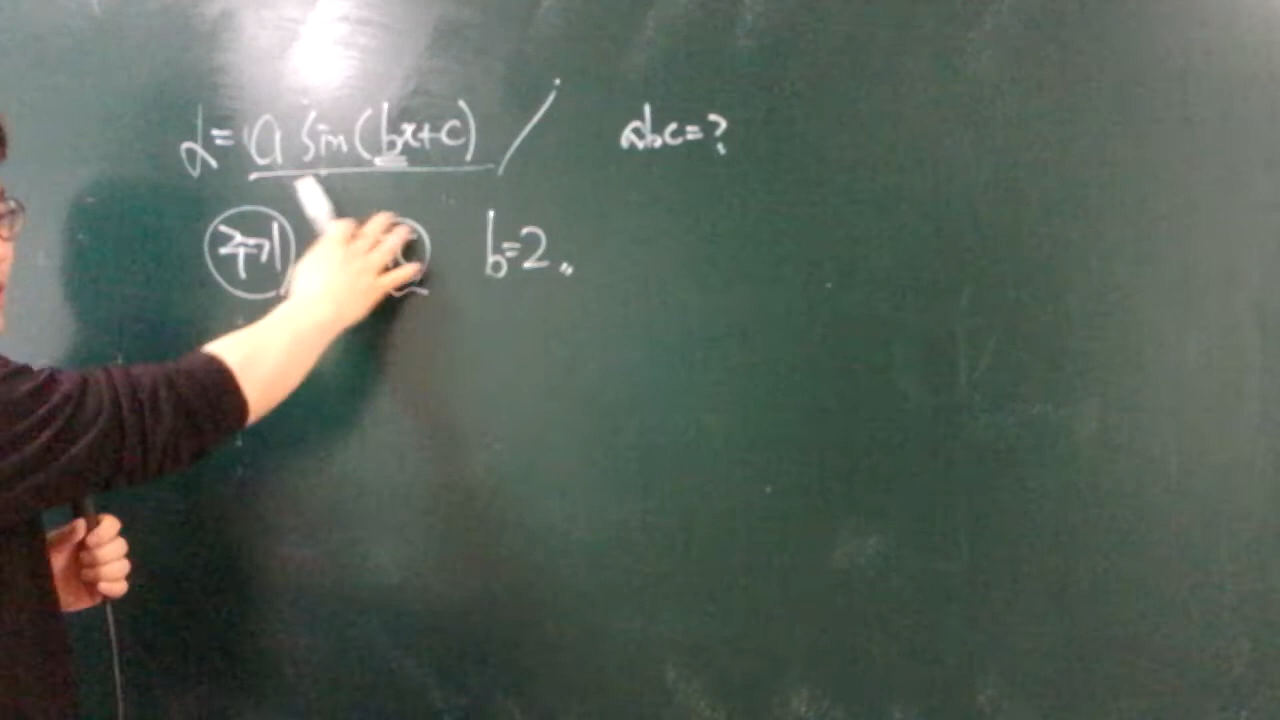 y=a sin(bx+c) / abc=?
주기 b=2